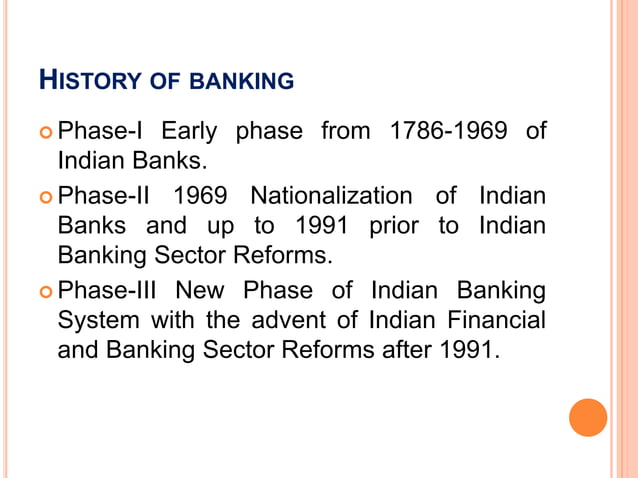 HISTORY OF BANKING
Phase-I Early phase from 1786-1969 of
Indian Banks.
Phase-II 1969 Nationalization of Indian
Banks and up to 1991 prior to Indian
Banking Sector Reforms.
Phase-III New Phase of Indian Banking
System with the advent of Indian Financial
and Banking Sector Reforms after 1991.